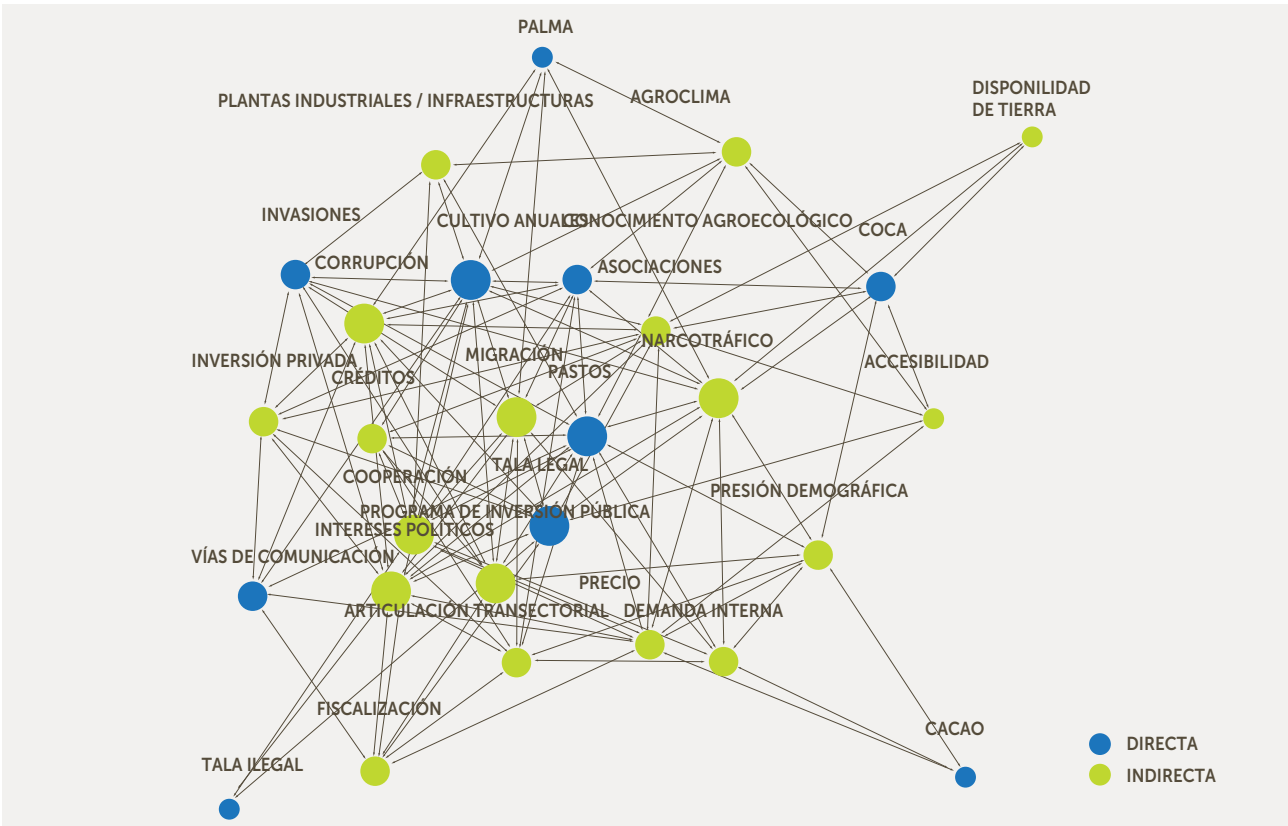 PALMA
DISPONILIDAD
DE TIERRA
PLANTAS INDUSTRIALES / INFRAESTRUCTURAS
AGROCLIMA
INVASIONES
CULTIVO ANUALES
CONOCIMIENTO AGROECOLÓGICO
COCA
CORRUPCIÓN
ASOCIACIONES
NARCOTRÁFICO
INVERSIÓN PRIVADA
MIGRACIÓN
ACCESIBILIDAD
CRÉDITOS
PASTOS
TALA LEGAL
COOPERACIÓN
PRESIÓN DEMOGRÁFICA
PROGRAMA DE INVERSIÓN PÚBLICA
INTERESES POLÍTICOS
VÍAS DE COMUNICACIÓN
PRECIO
ARTICULACIÓN TRANSECTORIAL
DEMANDA INTERNA
FISCALIZACIÓN
CACAO
TALA ILEGAL
DIRECTA
INDIRECTA